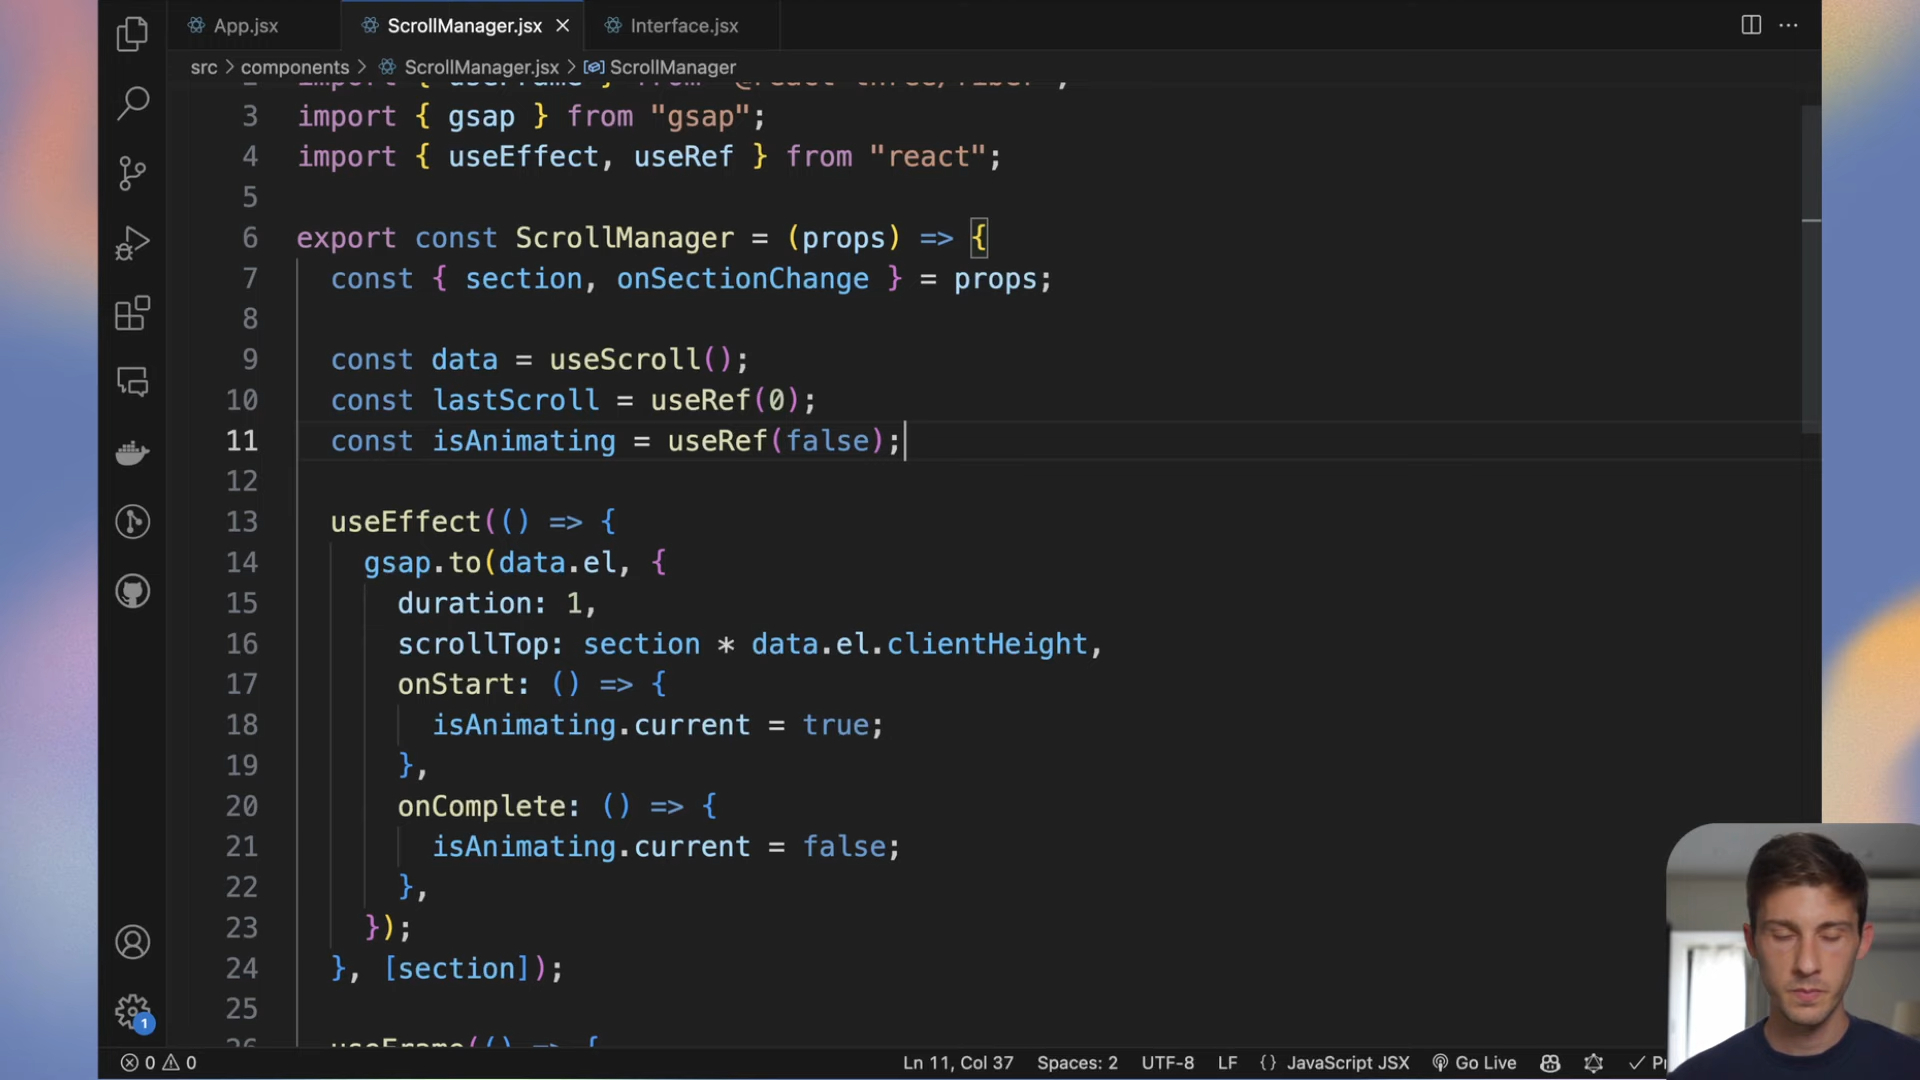 App.jsx
ScrollManager.jsx
Interface.jsx
src > components > ScrollManager.jsx > ScrollManager
3 import { gsap } from "gsap";
4 import { useEffect, useRef } from "react";
5
6 export const ScrollManager = (props) => {
7 const { section, onSectionChange } = props;
8
9 const data = useScroll();
10 const lastScroll = useRef(0);
11 const isAnimating = useRef(false);
12
13 useEffect(() => {
14 gsap.to(data.el, {
15 duration: 1,
16 scrollTop: section * data.el.clientHeight,
17 onStart: () => {
18 isAnimating.current = true;
19 },
20 onComplete: () => {
21 isAnimating.current = false;
22 },
23 });
24 }, [section]);
25
26 useFrame(() => {
1
0 0 Ln 11, Col 37 Spaces: 2 UTF-8 LF {} JavaScript JSX Go Live